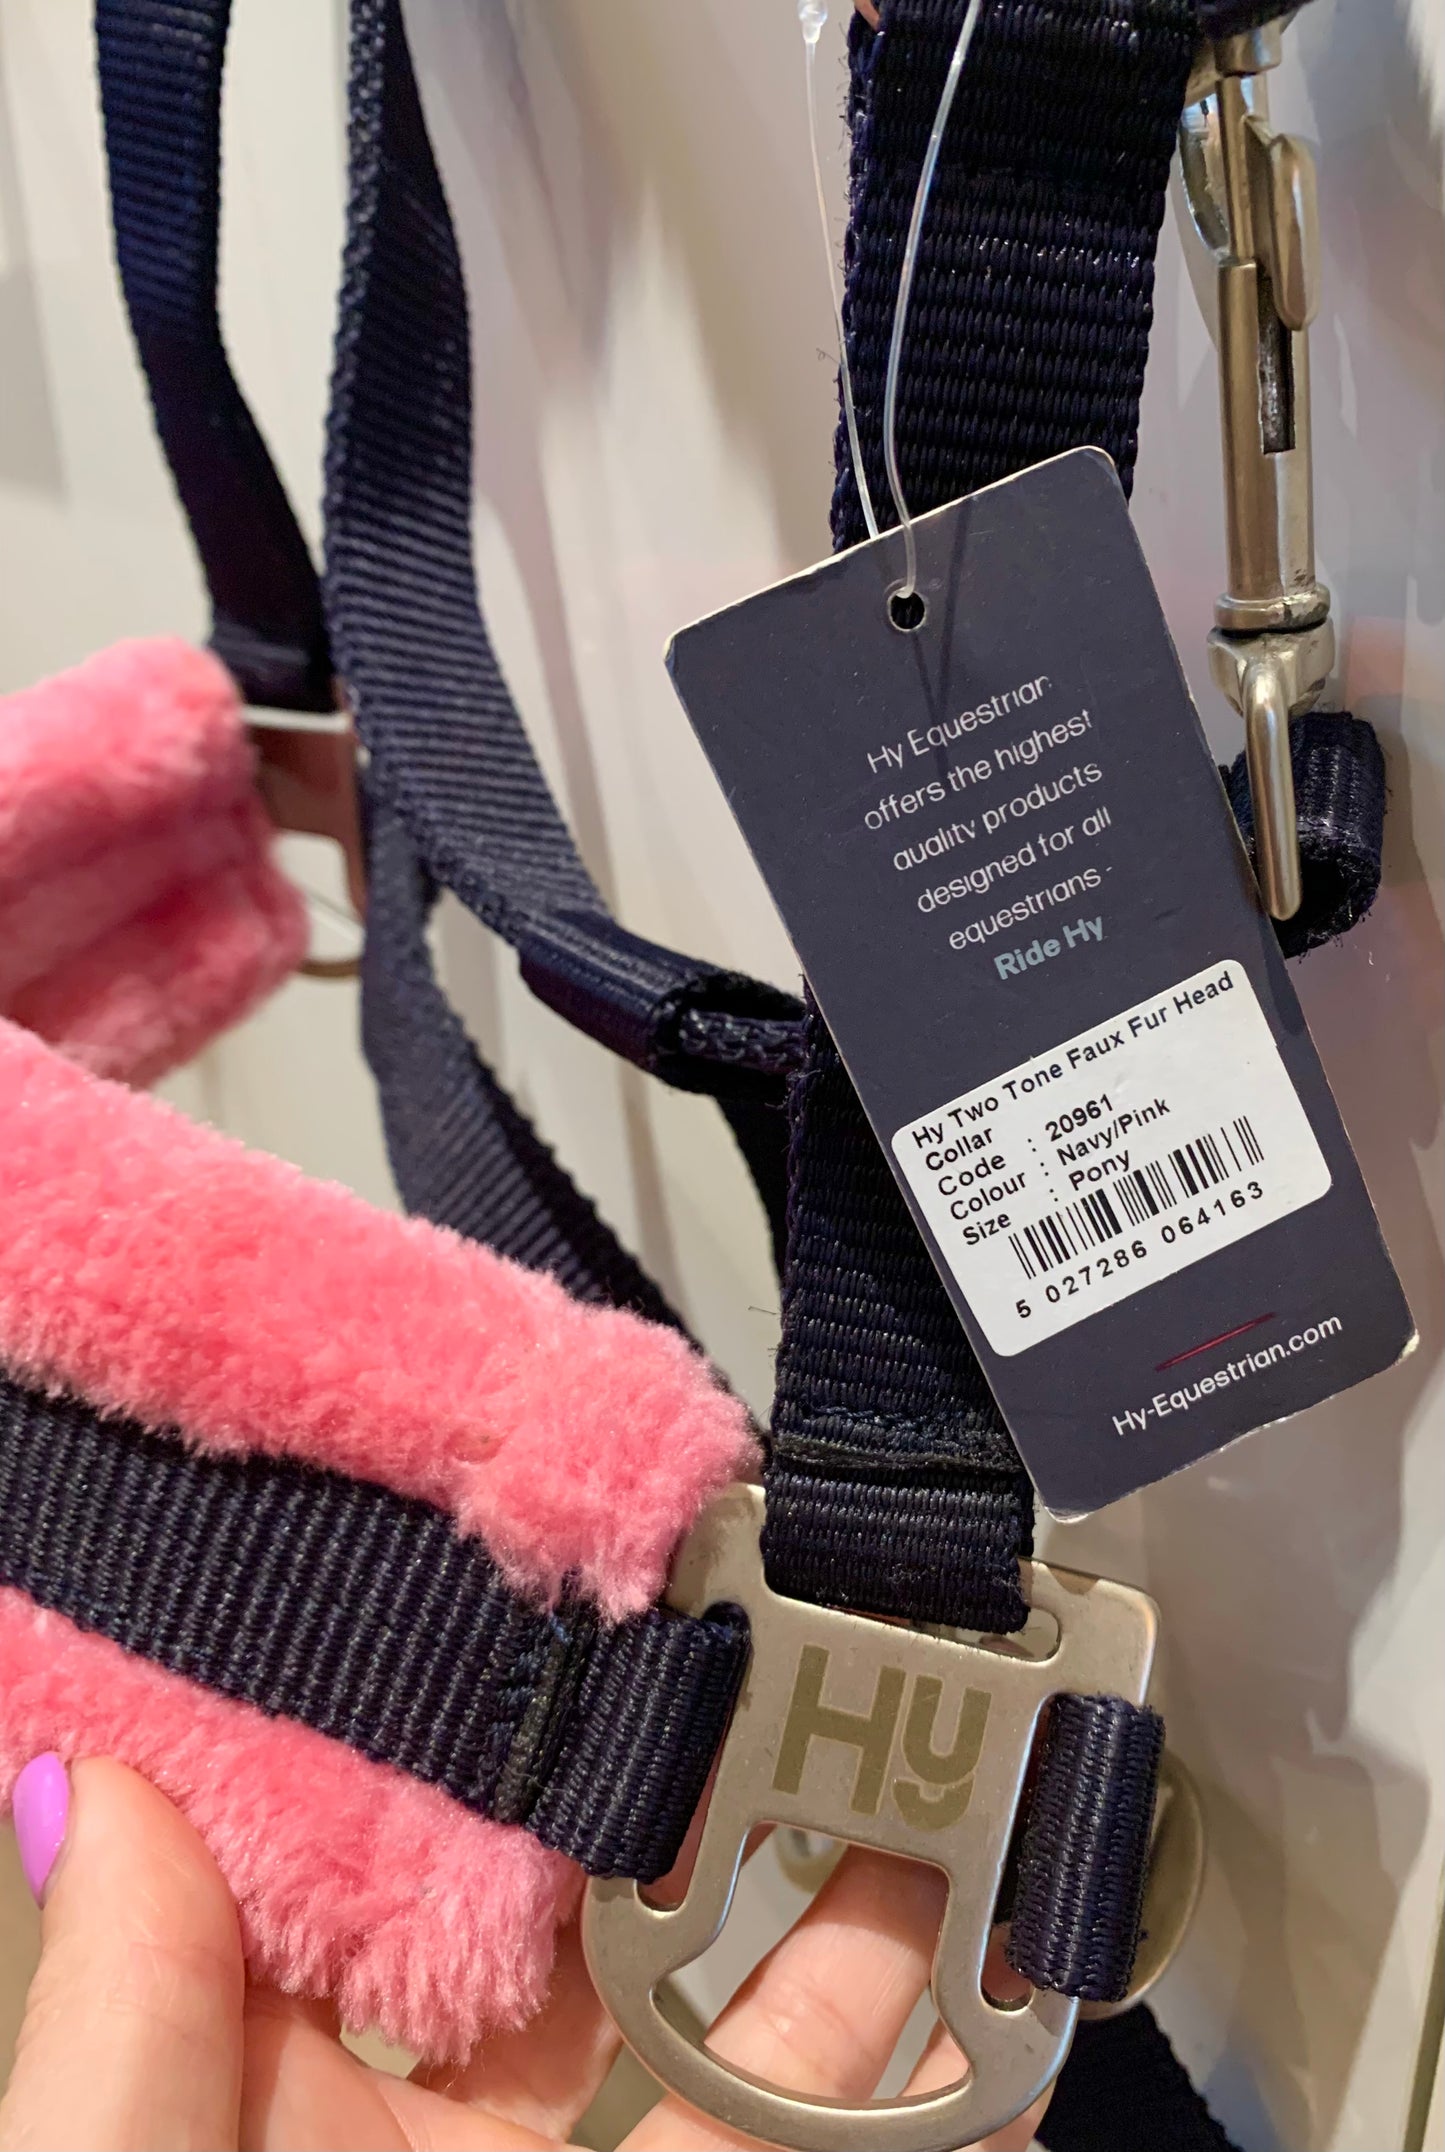 Hy Equestrian
offers the highest
quality products
designed for all
equestrians -
Ride Hy
Hy Two Tone Faux Fur Head
Collar
Code : 20961
Colour : Navy/Pink
Size : Pony
5 027286 064163
Hy-Equestrian.com
Hy